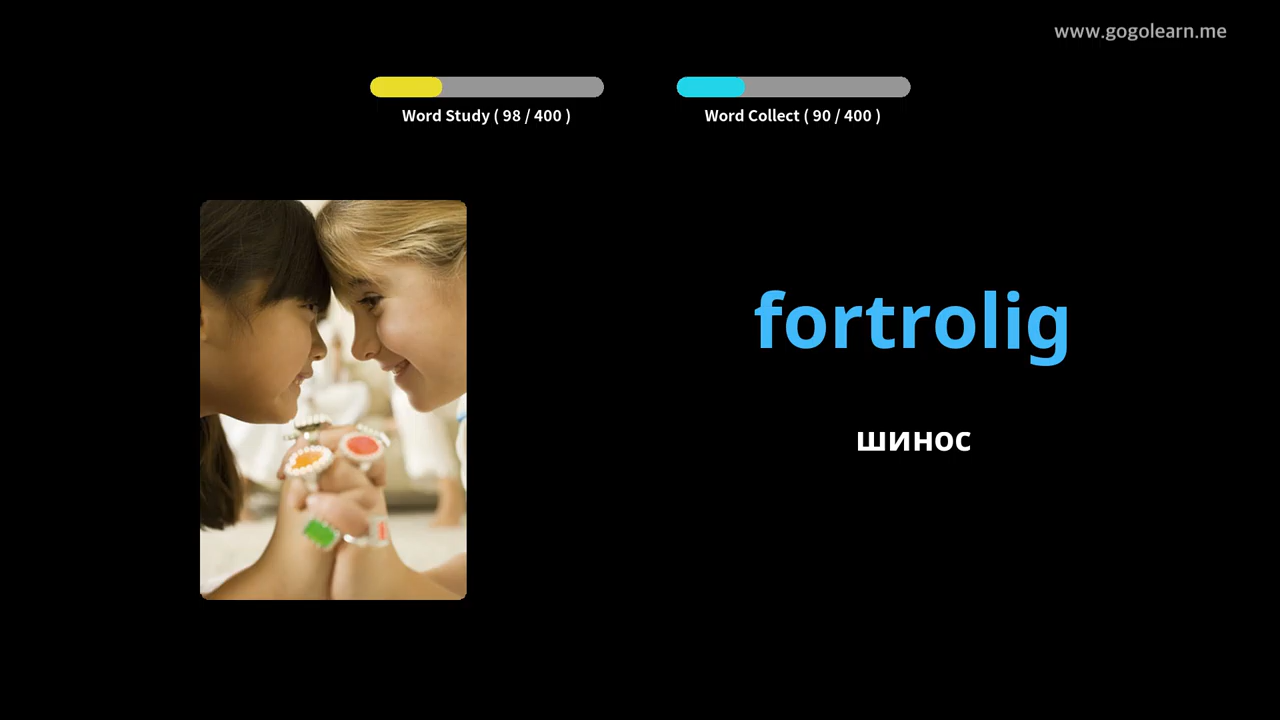 www.gogolearn.me
Word Study ( 98 / 400 )
Word Collect ( 90 / 400 )
fortrolig
шинос